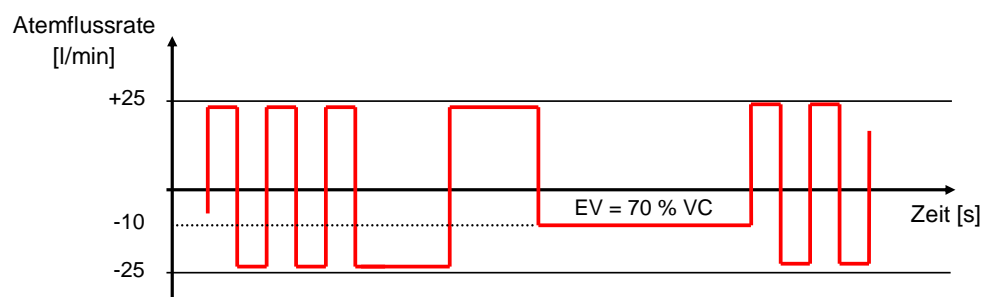 Atemflussrate
[l/min]
+25
EV = 70 % VC
-10
Zeit [s]
-25